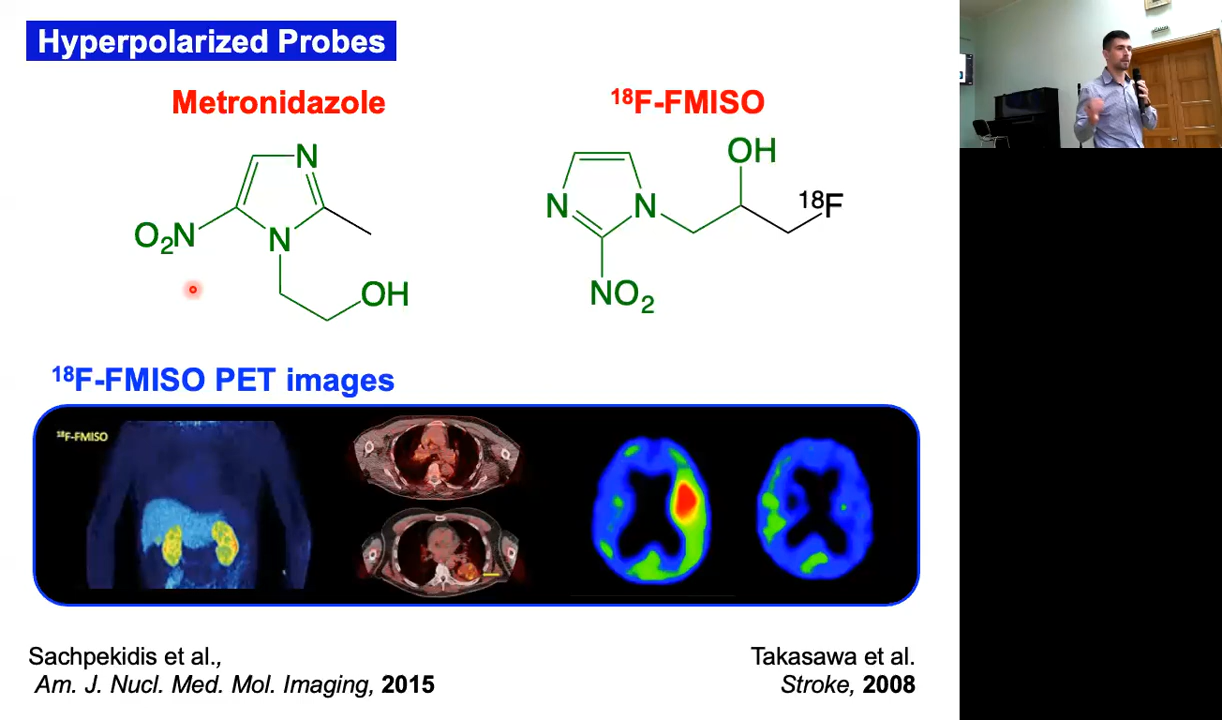 Hyperpolarized Probes
Metronidazole
¹⁸F-FMISO
N
O₂N
N
OH
OH
N
N
¹⁸F
NO₂
¹⁸F-FMISO PET images
¹⁸F-FMISO
Sachpekidis et al.,
Am. J. Nucl. Med. Mol. Imaging, 2015
Takasawa et al.
Stroke, 2008